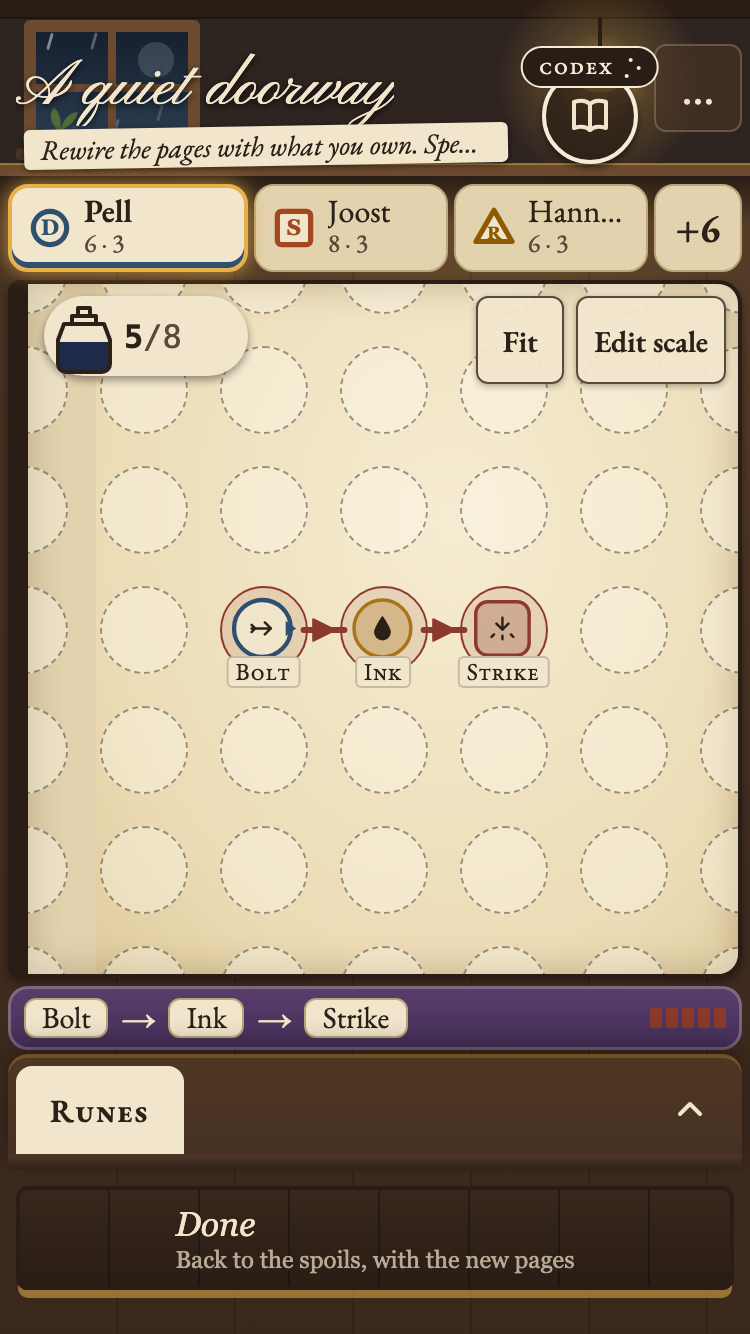 A quiet doorway
CODEX
...
Rewire the pages with what you own. Spe...
D
Pell
6·3
S
Joost
8·3
R
Hann...
6·3
+6
5/8
Fit
Edit scale
Bolt
Ink
Strike
Bolt → Ink → Strike
Runes
Done
Back to the spoils, with the new pages